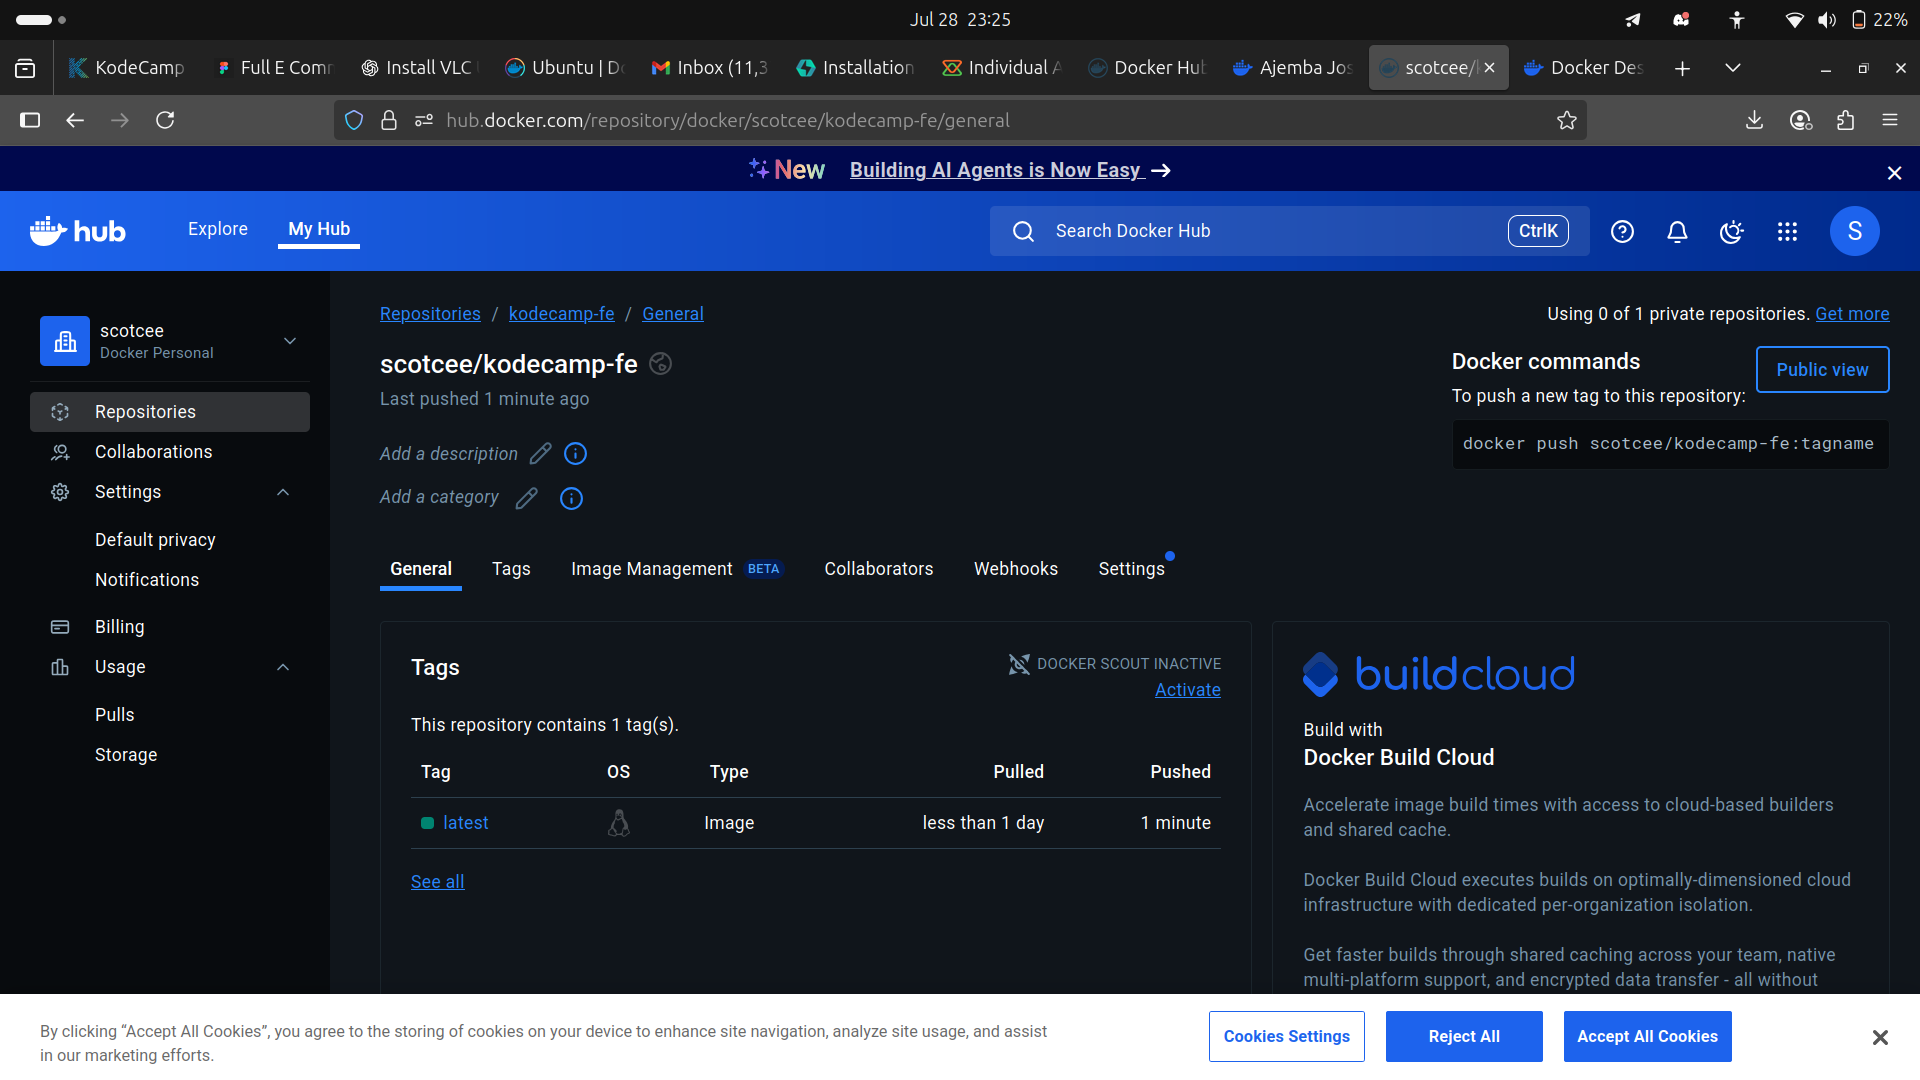 Jul 28 23:25
22%
KodeCamp
Full E Com
Install VLC
Ubuntu | Do
Inbox (11,3
Installation
Individual A
Docker Hub
Ajemba Jos
scotcee/k
Docker Des
hub.docker.com/repository/docker/scotcee/kodecamp-fe/general
New Building AI Agents is Now Easy
hub
Explore
My Hub
Search Docker Hub
CtrlK
S
scotcee
Docker Personal
Repositories
Collaborations
Settings
Default privacy
Notifications
Billing
Usage
Pulls
Storage
Repositories / kodecamp-fe / General
Using 0 of 1 private repositories. Get more
scotcee/kodecamp-fe
Last pushed 1 minute ago
Add a description
Add a category
Docker commands
Public view
To push a new tag to this repository:
docker push scotcee/kodecamp-fe:tagname
General
Tags
Image Management BETA
Collaborators
Webhooks
Settings
Tags
DOCKER SCOUT INACTIVE
Activate
This repository contains 1 tag(s).
Tag OS Type Pulled Pushed
latest Image less than 1 day 1 minute
See all
buildcloud
Build with
Docker Build Cloud
Accelerate image build times with access to cloud-based builders
and shared cache.
Docker Build Cloud executes builds on optimally-dimensioned cloud
infrastructure with dedicated per-organization isolation.
Get faster builds through shared caching across your team, native
multi-platform support, and encrypted data transfer - all without
By clicking “Accept All Cookies”, you agree to the storing of cookies on your device to enhance site navigation, analyze site usage, and assist
in our marketing efforts.
Cookies Settings
Reject All
Accept All Cookies